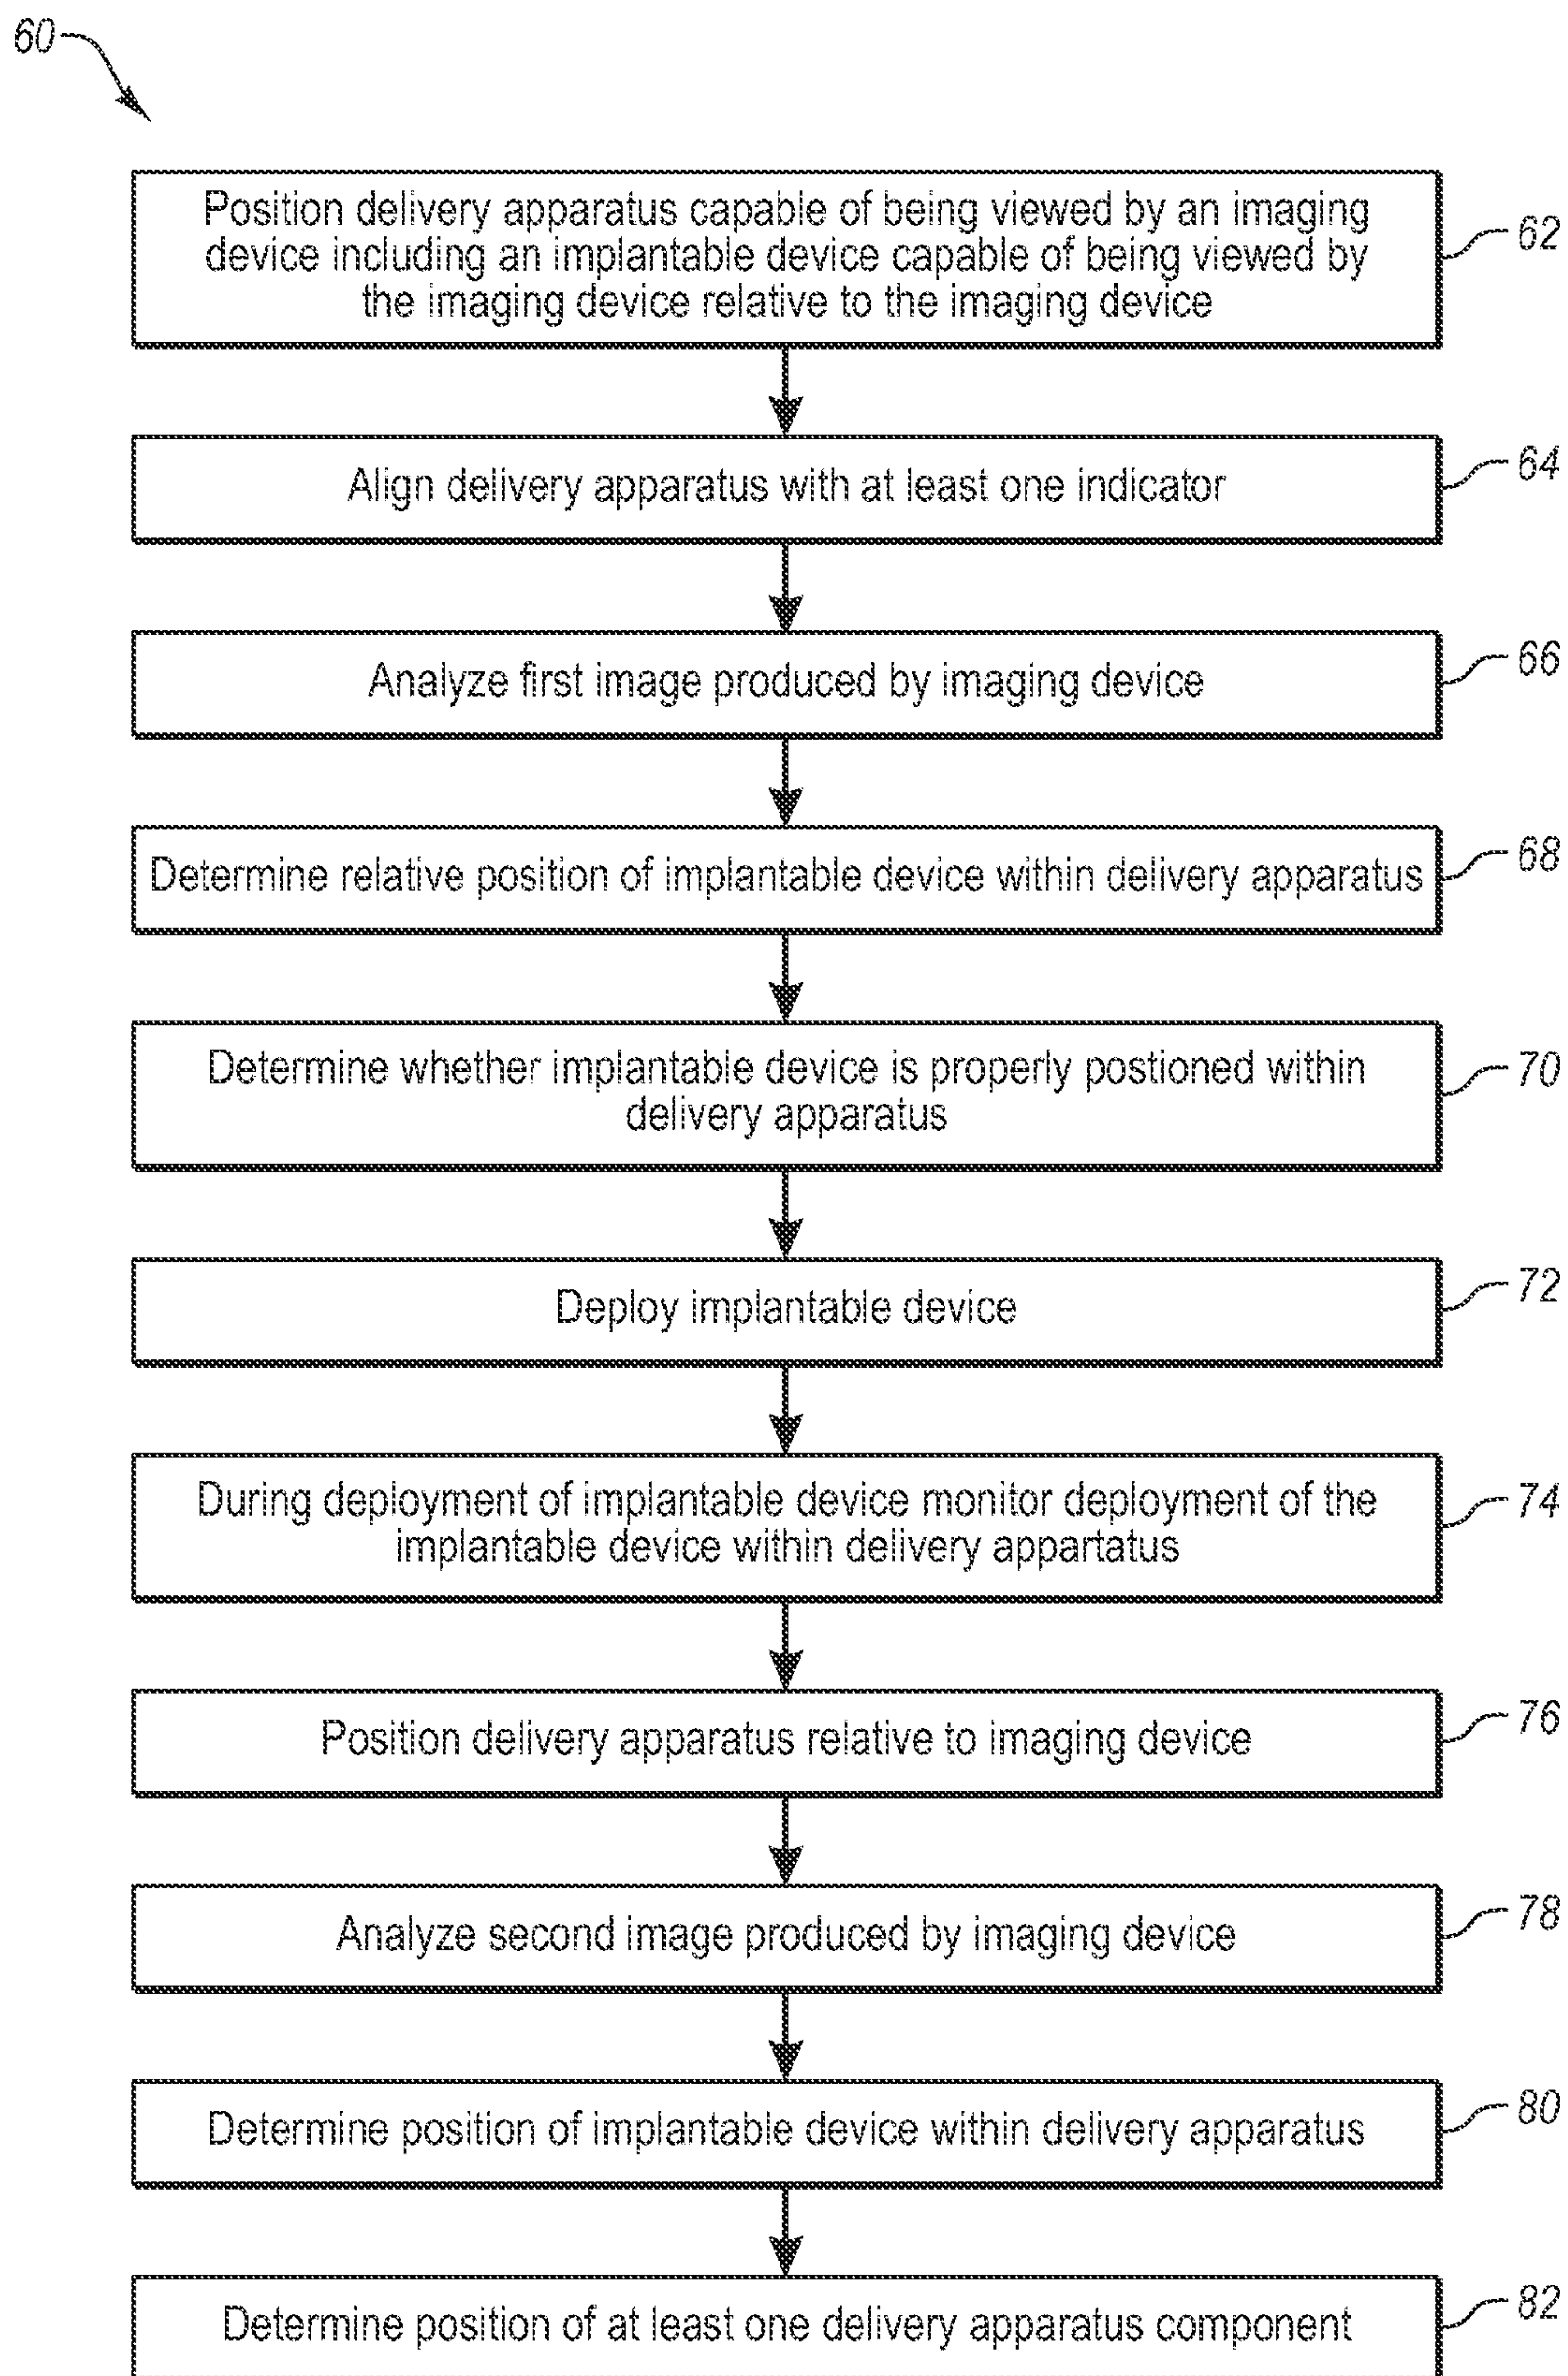 60
Position delivery apparatus capable of being viewed by an imaging
device including an implantable device capable of being viewed by
the imaging device relative to the imaging device
62
Align delivery apparatus with at least one indicator
64
Analyze first image produced by imaging device
66
Determine relative position of implantable device within delivery apparatus
68
Determine whether implantable device is properly postioned within
delivery apparatus
70
Deploy implantable device
72
During deployment of implantable device monitor deployment of the
implantable device within delivery appartatus
74
Position delivery apparatus relative to imaging device
76
Analyze second image produced by imaging device
78
Determine position of implantable device within delivery apparatus
80
Determine position of at least one delivery apparatus component
82